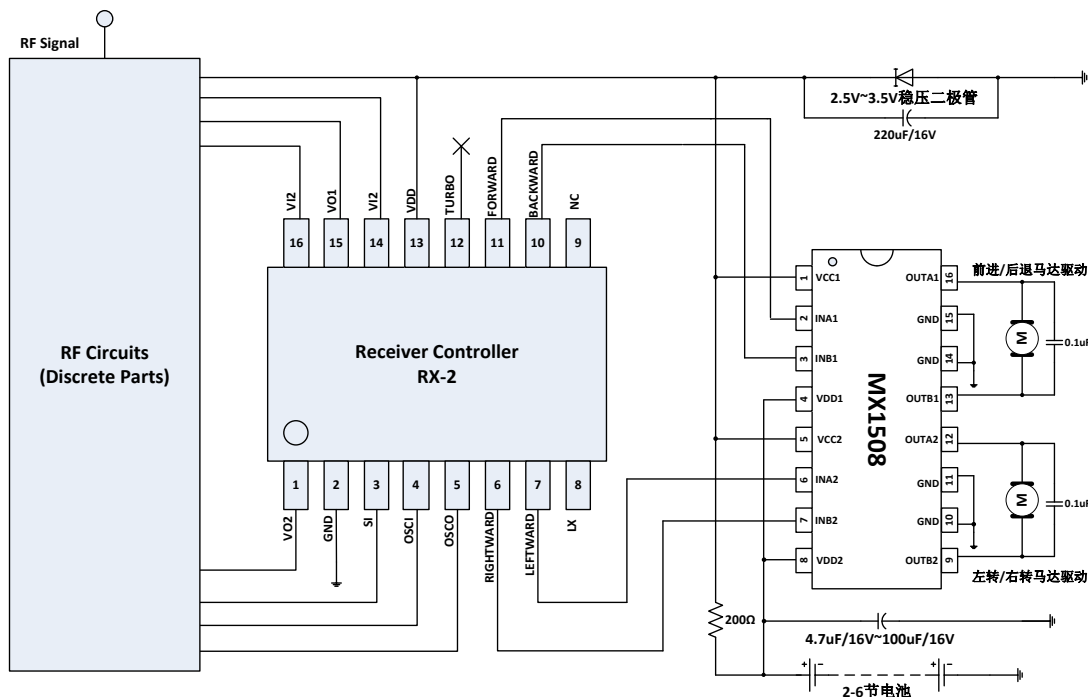 RF Signal
2.5V~3.5V稳压二极管
220uF/16V
VI2
VO1
VI2
VDD
TURBO
FORWARD
BACKWARD
NC
16
15
14
13
12
11
10
9
RF Circuits
(Discrete Parts)
Receiver Controller
RX-2
1
2
3
4
5
6
7
8
VO2
GND
SI
OSCI
OSCO
RIGHTWARD
LEFTWARD
LX
MX1508
1 VCC1
2 INA1
3 INB1
4 VDD1
5 VCC2
6 INA2
7 INB2
8 VDD2
OUTA1 16
GND 15
GND 14
OUTB1 13
OUTA2 12
GND 11
GND 10
OUTB2 9
前进/后退马达驱动
M
0.1uF
M
0.1uF
左转/右转马达驱动
200Ω
4.7uF/16V~100uF/16V
+ -
+ -
2-6节电池